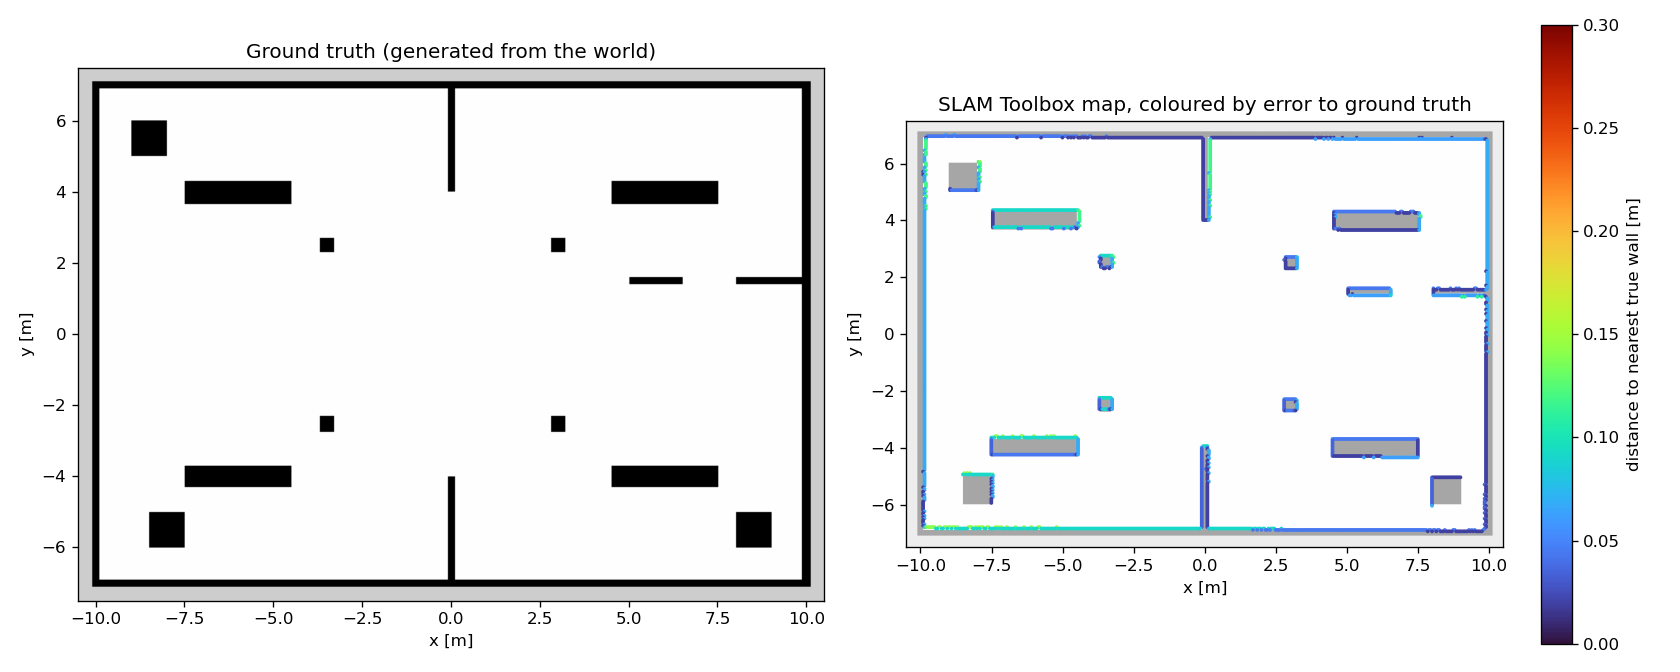 Ground truth (generated from the world)
6
4
2
0
−2
−4
−6
y [m]
−10.0 −7.5 −5.0 −2.5 0.0 2.5 5.0 7.5 10.0
x [m]
SLAM Toolbox map, coloured by error to ground truth
6
4
2
0
−2
−4
−6
y [m]
−10.0 −7.5 −5.0 −2.5 0.0 2.5 5.0 7.5 10.0
x [m]
0.30
0.25
0.20
0.15
0.10
0.05
0.00
distance to nearest true wall [m]